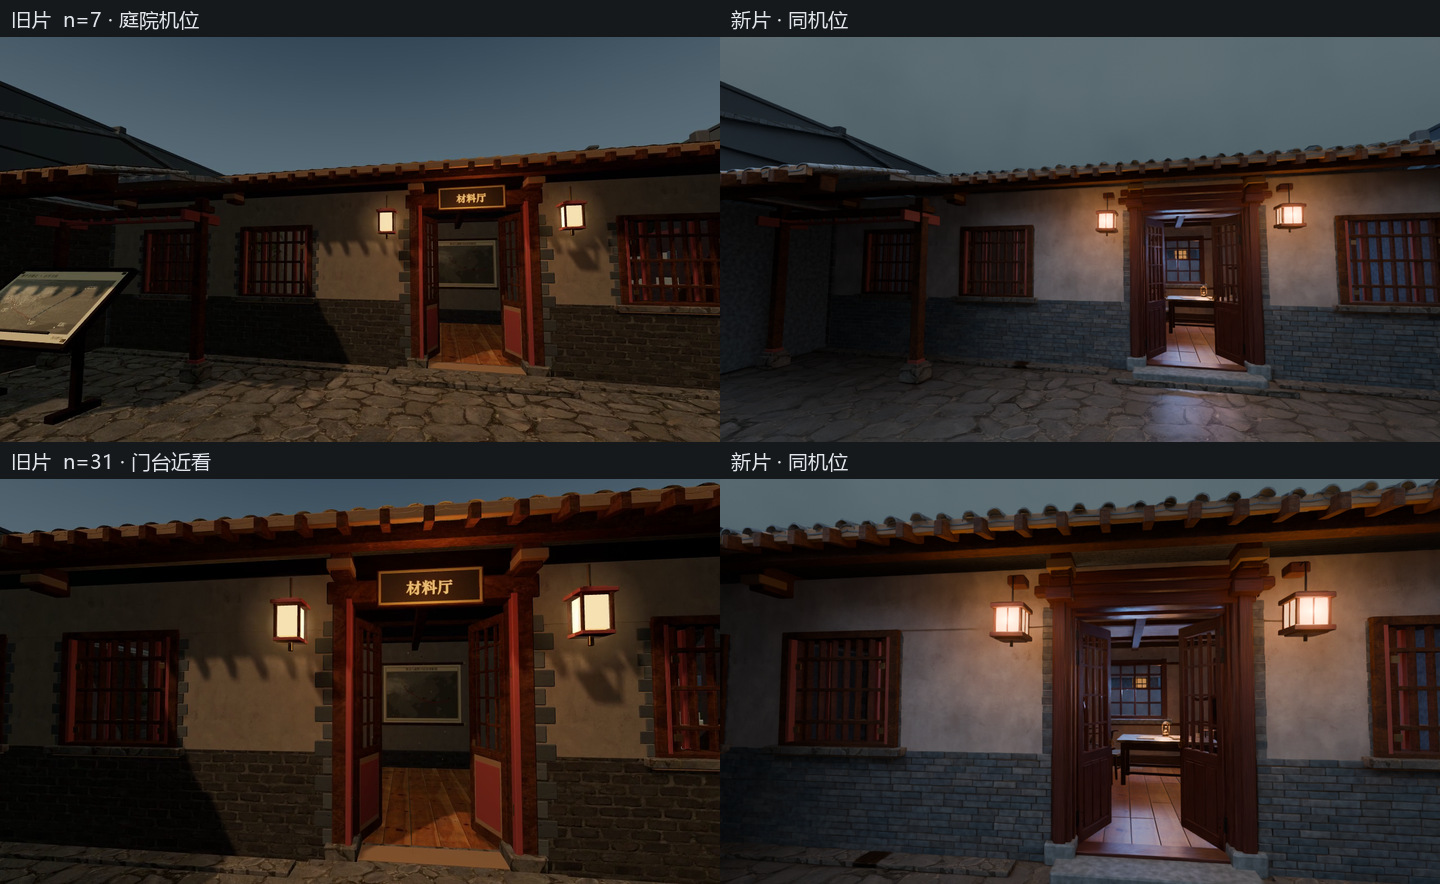 旧片 n=7 · 庭院机位
新片 · 同机位
材料厅
旧片 n=31 · 门台近看
新片 · 同机位
材料厅